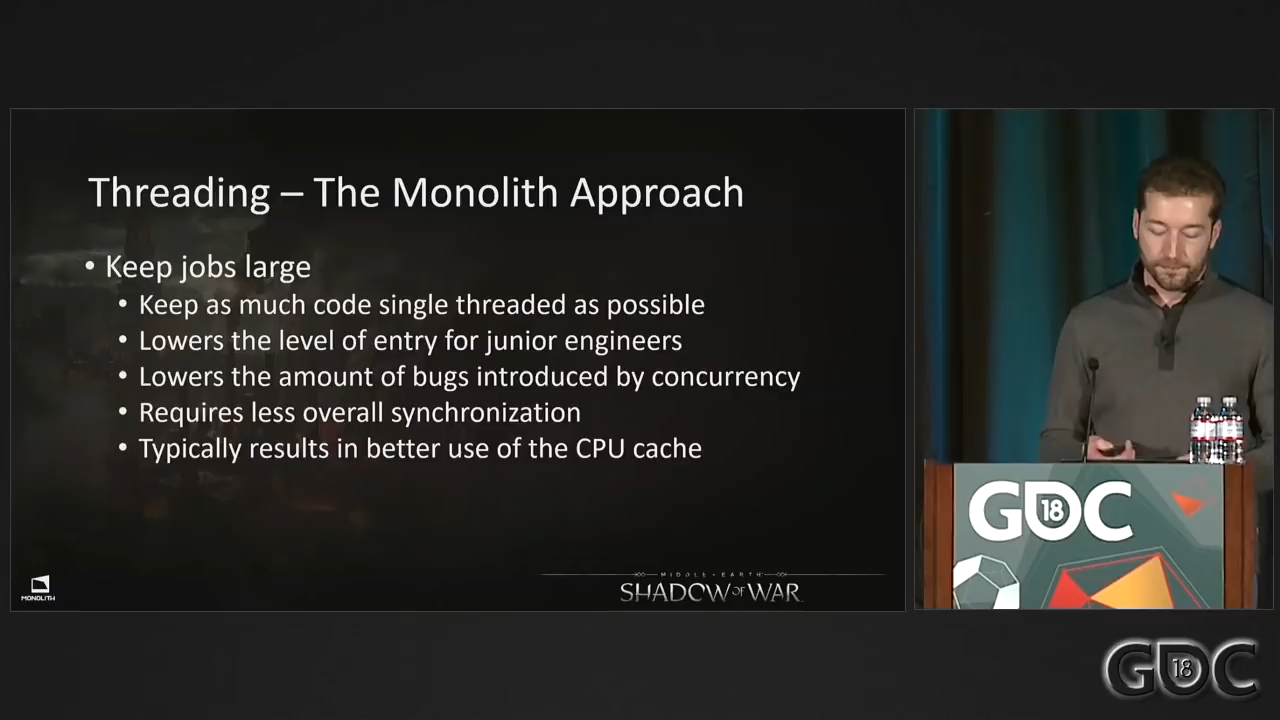 Threading – The Monolith Approach
• Keep jobs large
• Keep as much code single threaded as possible
• Lowers the level of entry for junior engineers
• Lowers the amount of bugs introduced by concurrency
• Requires less overall synchronization
• Typically results in better use of the CPU cache
MONOLITH
MIDDLE-EARTH
SHADOW OF WAR
GDC 18
GDC 18